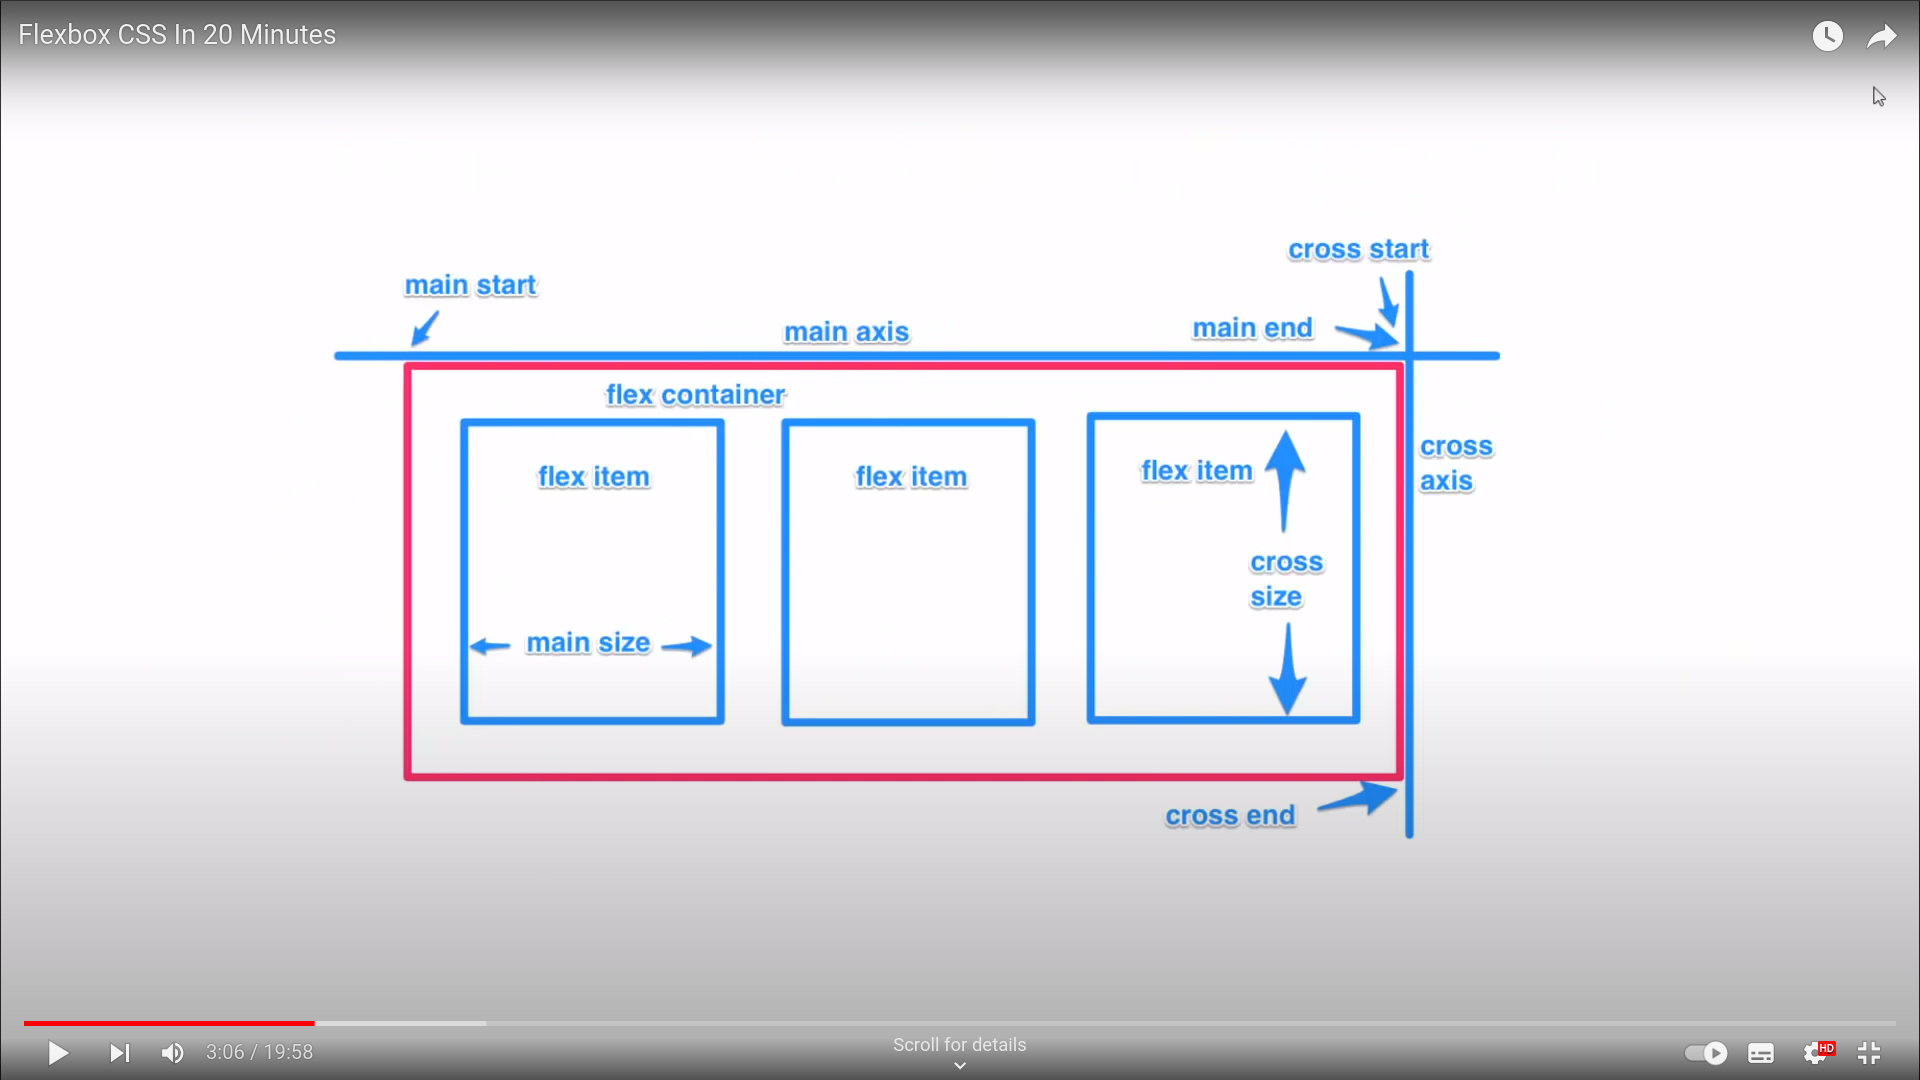 Flexbox CSS In 20 Minutes
cross start
main start
main axis
main end
flex container
flex item
flex item
flex item
cross
axis
cross
size
main size
cross end
3:06 / 19:58
Scroll for details
HD